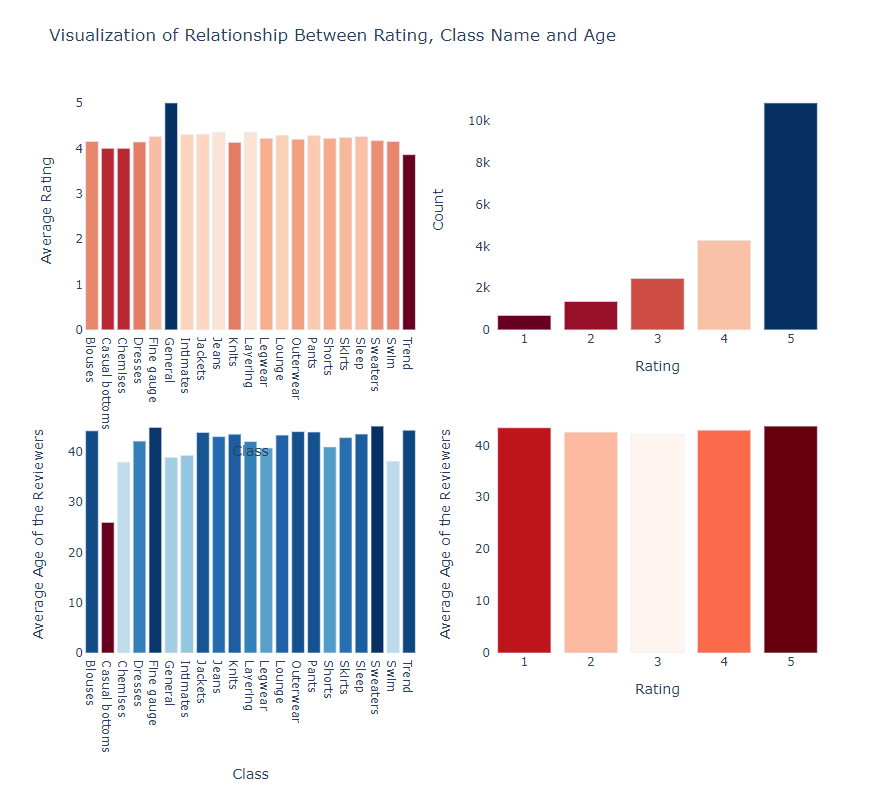 Visualization of Relationship Between Rating, Class Name and Age
Average Rating
5
4
3
2
1
0
Blouses
Casual bottoms
Chemises
Dresses
Fine gauge
General
Intimates
Jackets
Jeans
Knits
Layering
Legwear
Lounge
Outerwear
Pants
Shorts
Skirts
Sleep
Sweaters
Swim
Trend
Class
Count
10k
8k
6k
4k
2k
0
1
2
3
4
5
Rating
Average Age of the Reviewers
40
30
20
10
0
Blouses
Casual bottoms
Chemises
Dresses
Fine gauge
General
Intimates
Jackets
Jeans
Knits
Layering
Legwear
Lounge
Outerwear
Pants
Shorts
Skirts
Sleep
Sweaters
Swim
Trend
Class
Average Age of the Reviewers
40
30
20
10
0
1
2
3
4
5
Rating